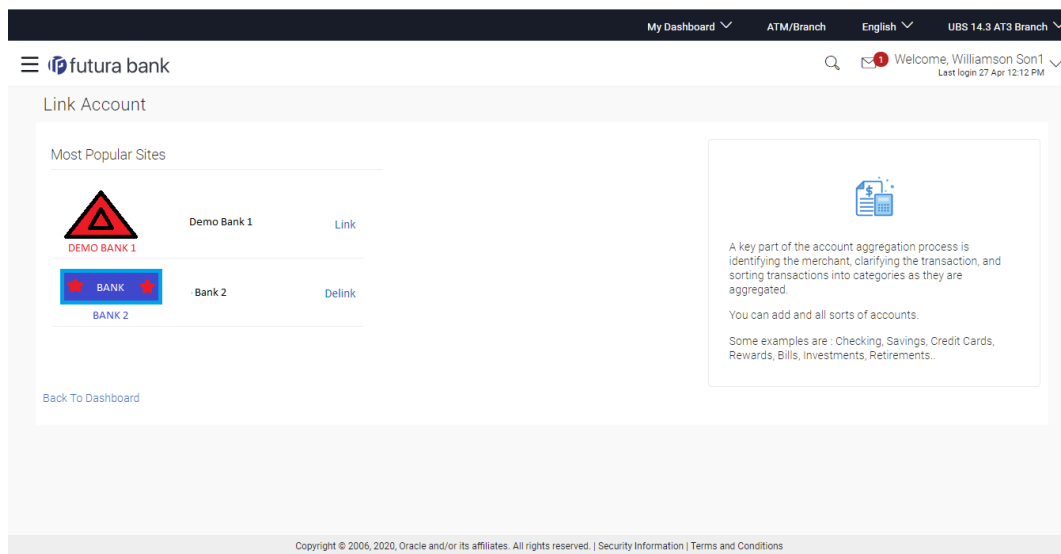 My Dashboard ATM/Branch English UBS 14.3 AT3 Branch
futura bank
1 Welcome, Williamson Son1
Last login 27 Apr 12:12 PM
Link Account
Most Popular Sites
DEMO BANK 1
Demo Bank 1 Link
BANK
BANK 2
Bank 2 Delink
A key part of the account aggregation process is
identifying the merchant, clarifying the transaction, and
sorting transactions into categories as they are
aggregated.
You can add and all sorts of accounts.
Some examples are : Checking, Savings, Credit Cards,
Rewards, Bills, Investments, Retirements..
Back To Dashboard
Copyright © 2006, 2020, Oracle and/or its affiliates. All rights reserved. | Security Information | Terms and Conditions